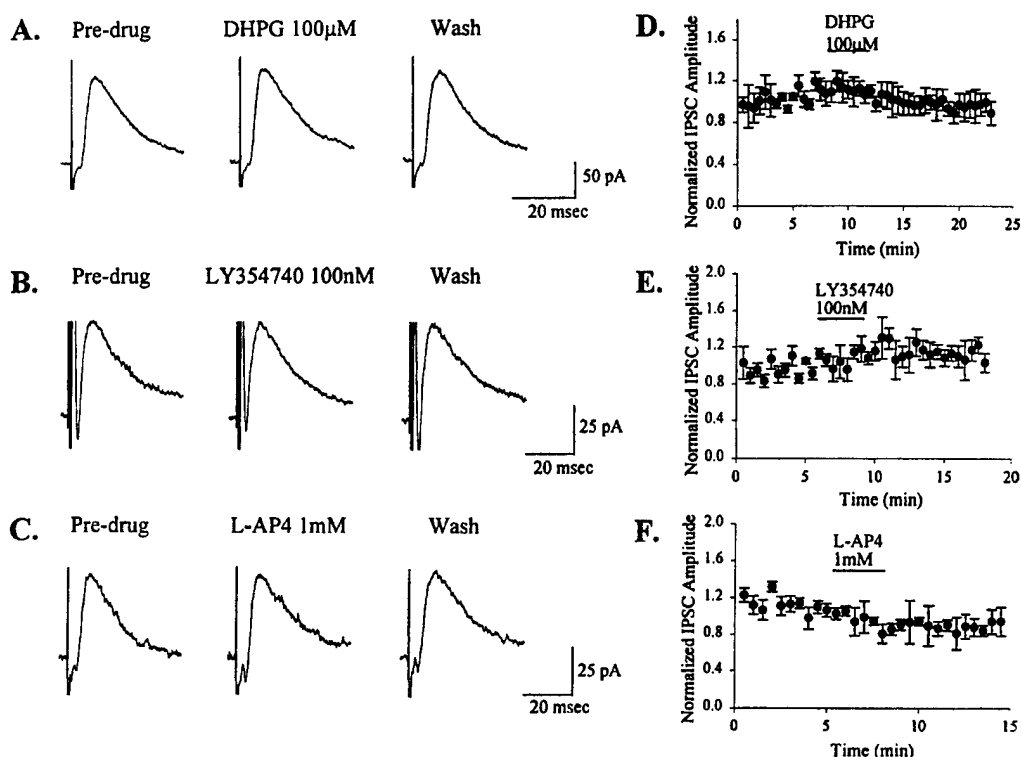 A.
Pre-drug
DHPG 100µM
Wash
50 pA
20 msec
B.
Pre-drug
LY354740 100nM
Wash
25 pA
20 msec
C.
Pre-drug
L-AP4 1mM
Wash
25 pA
20 msec
D.
DHPG
100µM
Normalized IPSC Amplitude
1.6
1.2
0.8
0.4
0.0
0 5 10 15 20 25
Time (min)
E.
LY354740
100nM
Normalized IPSC Amplitude
2.0
1.6
1.2
0.8
0.4
0.0
0 5 10 15 20
Time (min)
F.
L-AP4
1mM
Normalized IPSC Amplitude
2.0
1.6
1.2
0.8
0.4
0.0
0 5 10 15
Time (min)